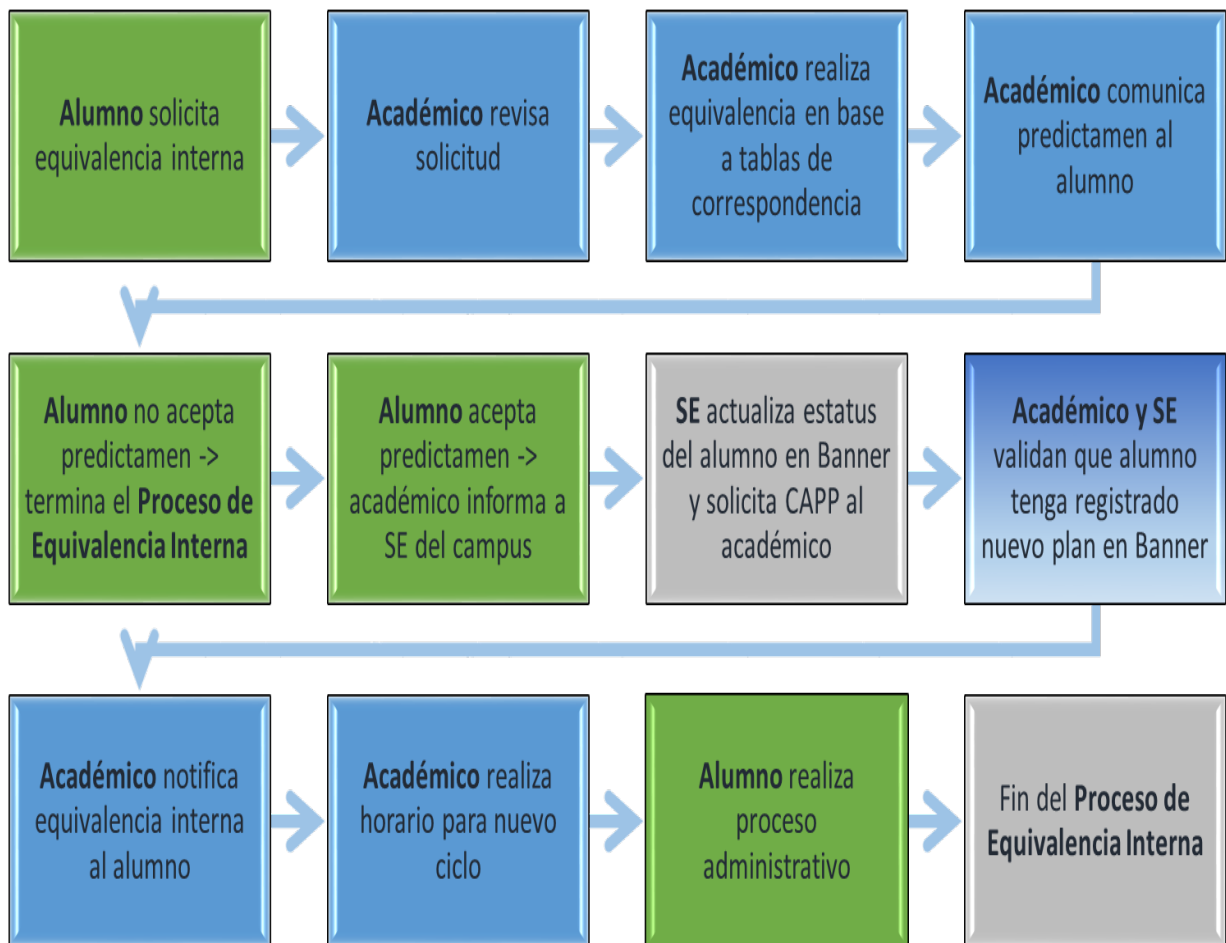 Alumno solicita
equivalencia interna
Académico revisa
solicitud
Académico realiza
equivalencia en base
a tablas de
correspondencia
Académico comunica
predictamen al
alumno
Alumno no acepta
predictamen ->
termina el Proceso de
Equivalencia Interna
Alumno acepta
predictamen ->
académico informa a
SE del campus
SE actualiza estatus
del alumno en Banner
y solicita CAPP al
académico
Académico y SE
validan que alumno
tenga registrado
nuevo plan en Banner
Académico notifica
equivalencia interna
al alumno
Académico realiza
horario para nuevo
ciclo
Alumno realiza
proceso
administrativo
Fin del Proceso de
Equivalencia Interna